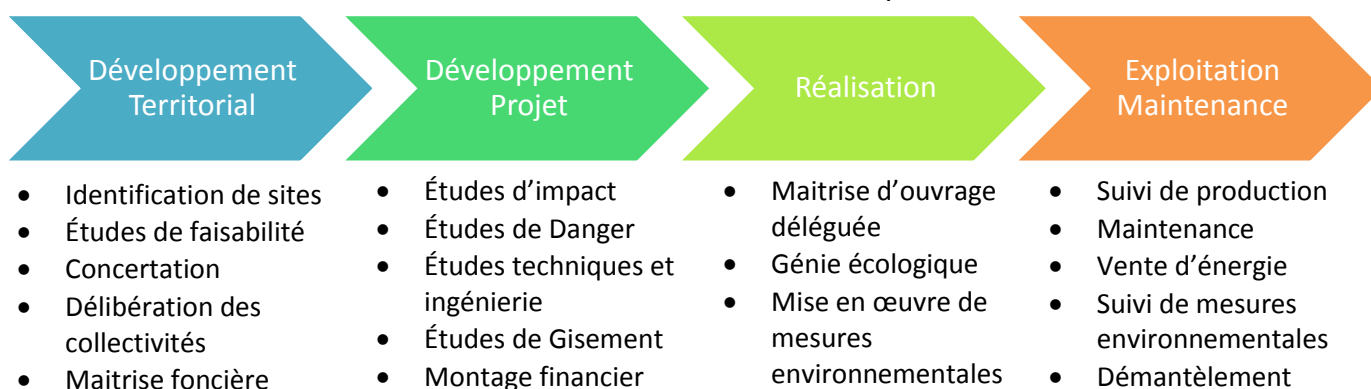 Développement
Territorial
Développement
Projet
Réalisation
Exploitation
Maintenance
• Identification de sites
• Études de faisabilité
• Concertation
• Délibération des
collectivités
• Maitrise foncière
• Études d’impact
• Études de Danger
• Études techniques et
ingénierie
• Études de Gisement
• Montage financier
• Maitrise d’ouvrage
déléguée
• Génie écologique
• Mise en œuvre de
mesures
environnementales
• Suivi de production
• Maintenance
• Vente d’énergie
• Suivi de mesures
environnementales
• Démantèlement